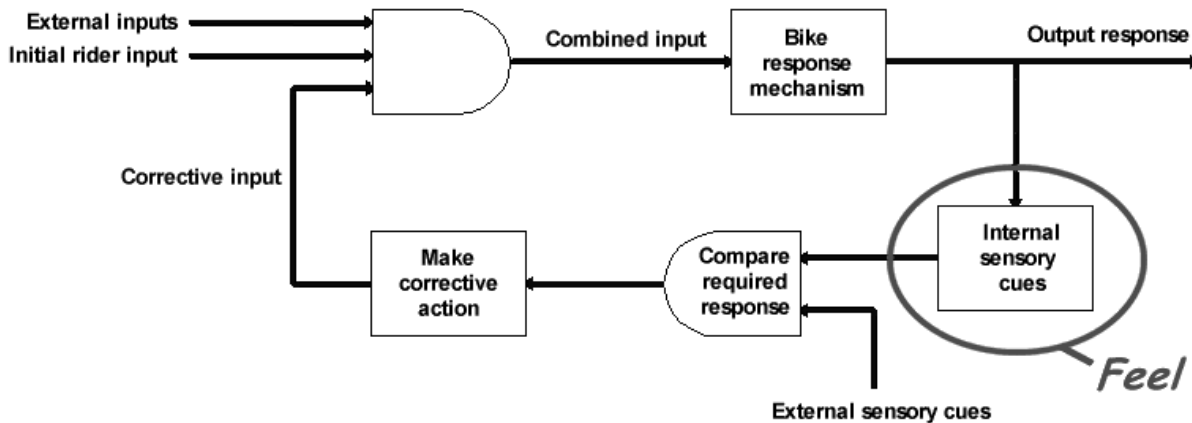 External inputs
Initial rider input
Combined input
Bike
response
mechanism
Output response
Corrective input
Make
corrective
action
Compare
required
response
Internal
sensory
cues
Feel
External sensory cues